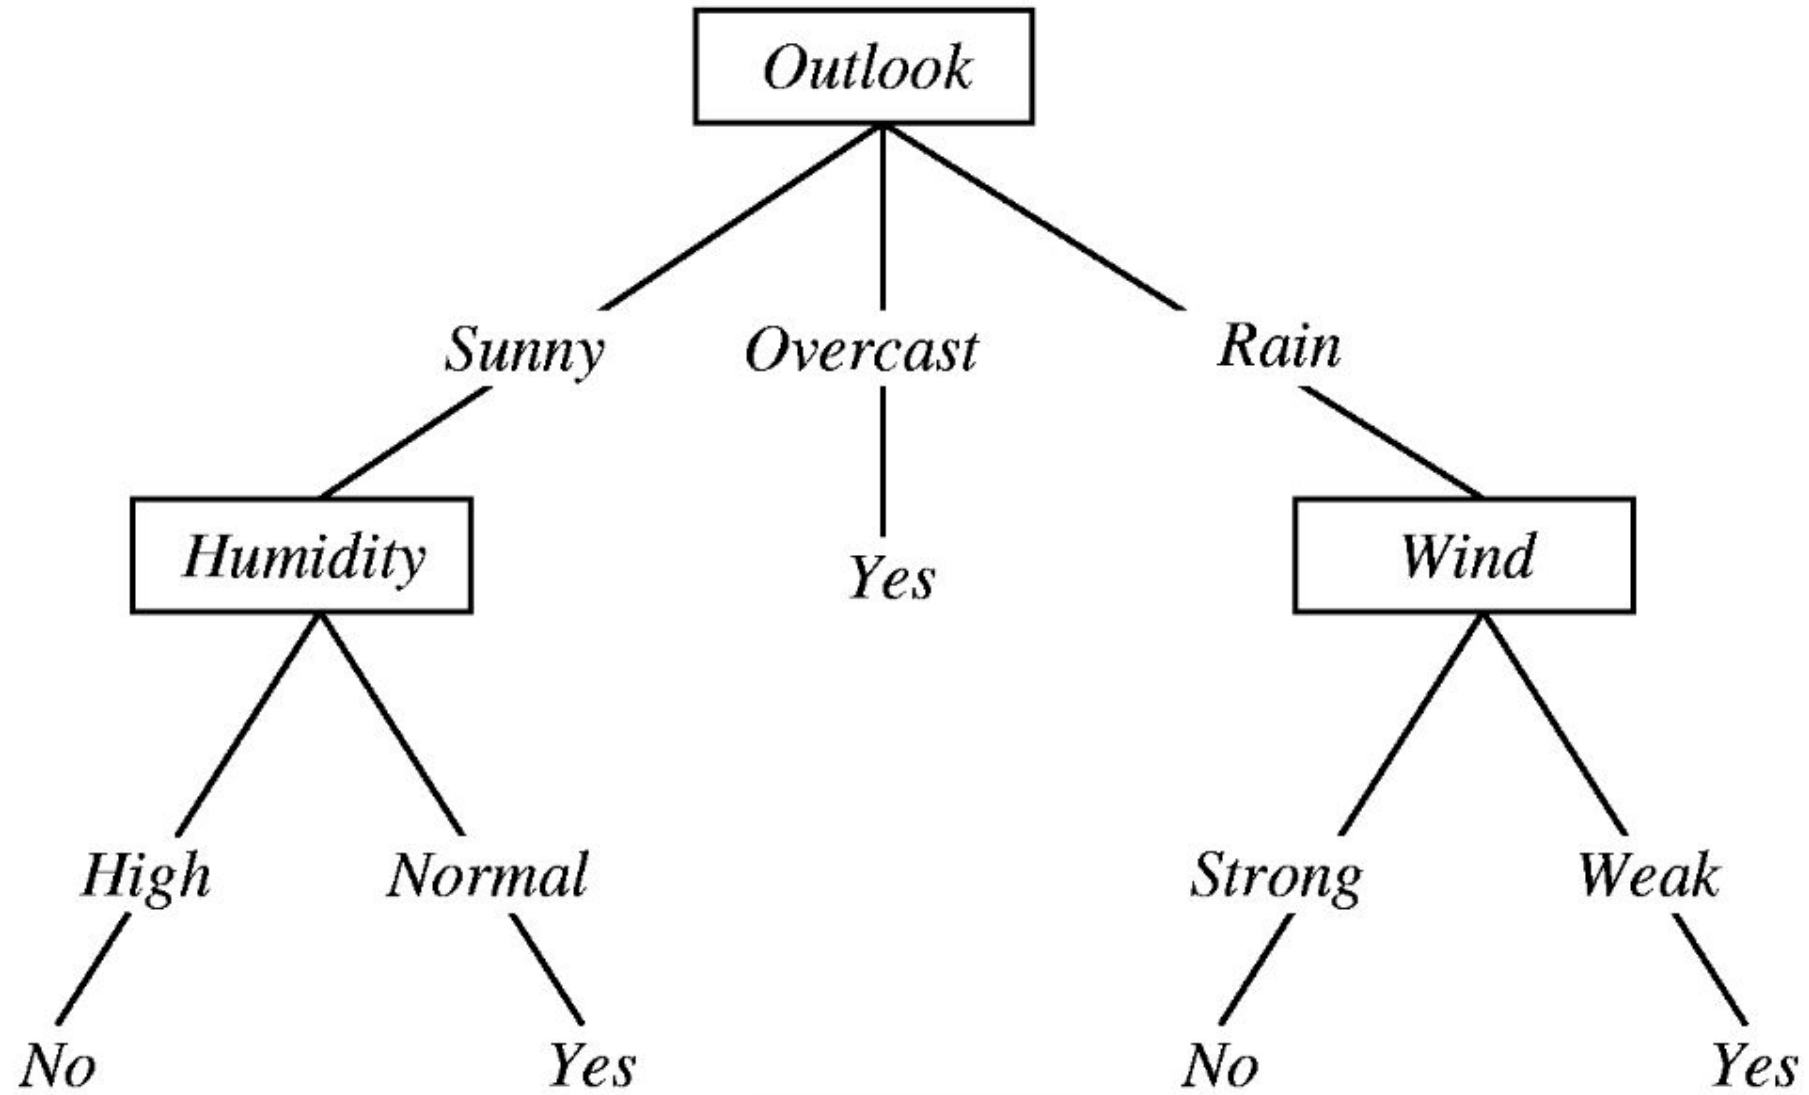 Outlook
Sunny Overcast Rain
Humidity Yes Wind
High Normal Strong Weak
No Yes No Yes